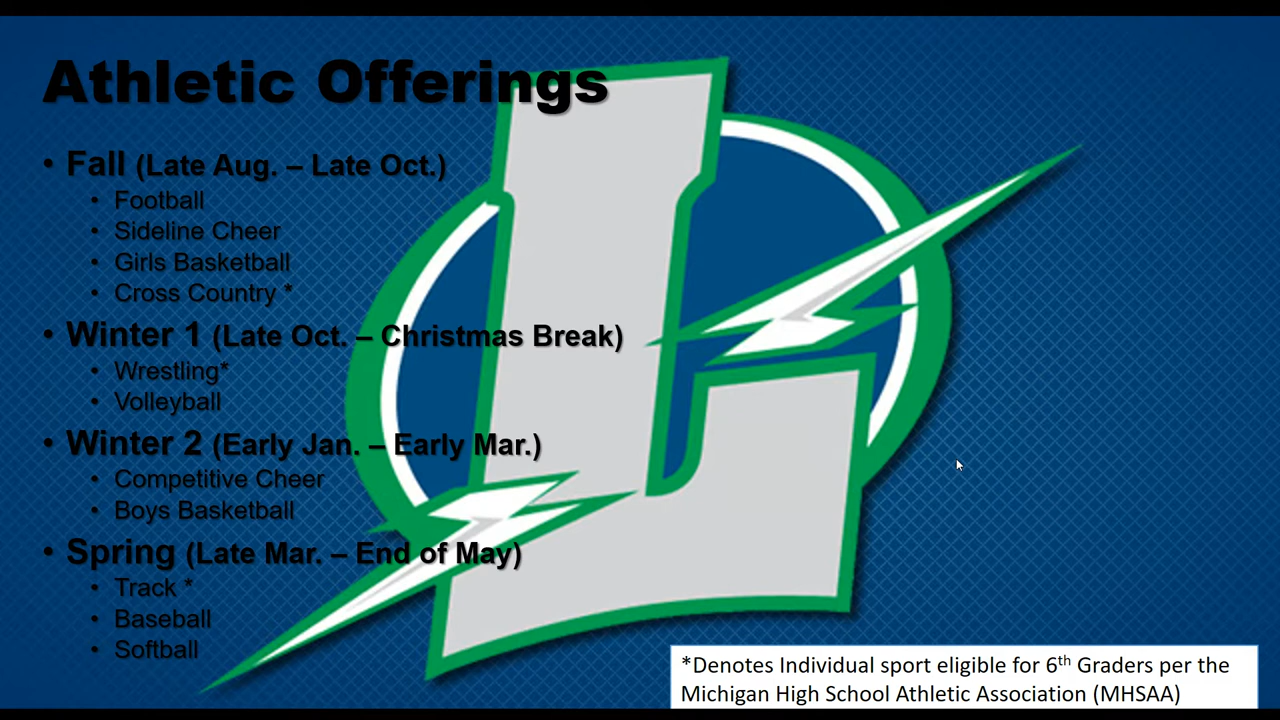 Athletic Offerings
• Fall (Late Aug. – Late Oct.)
• Football
• Sideline Cheer
• Girls Basketball
• Cross Country *
• Winter 1 (Late Oct. – Christmas Break)
• Wrestling*
• Volleyball
• Winter 2 (Early Jan. – Early Mar.)
• Competitive Cheer
• Boys Basketball
• Spring (Late Mar. – End of May)
• Track *
• Baseball
• Softball
L
*Denotes Individual sport eligible for 6th Graders per the
Michigan High School Athletic Association (MHSAA)